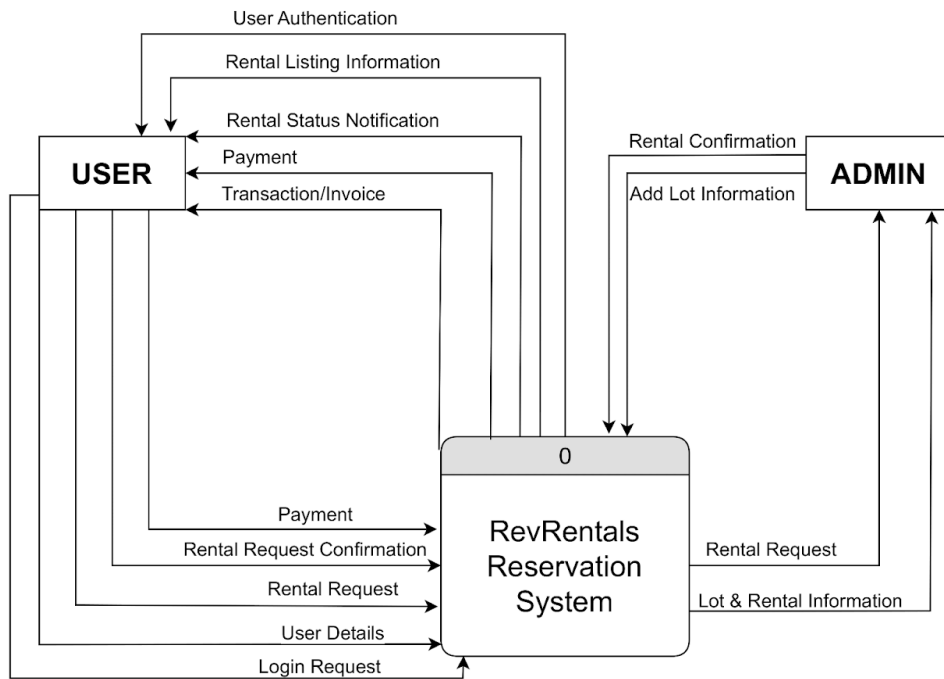 User Authentication
Rental Listing Information
Rental Status Notification
Payment
Transaction/Invoice
USER
Rental Confirmation
Add Lot Information
ADMIN
0
RevRentals
Reservation
System
Payment
Rental Request Confirmation
Rental Request
User Details
Login Request
Rental Request
Lot & Rental Information